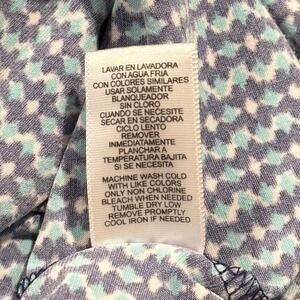 LAVAR EN LAVADORA
CON AGUA FRIA
CON COLORES SIMILARES
USAR SOLAMENTE
BLANQUEADOR
SIN CLORO
CUANDO SE NECESITE
SECAR EN SECADORA
CICLO LENTO
REMOVER
INMEDIATAMENTE
PLANCHAR A
TEMPERATURA BAJITA
SI SE NECESITA
MACHINE WASH COLD
WITH LIKE COLORS
ONLY NON CHLORINE
BLEACH WHEN NEEDED
TUMBLE DRY LOW
REMOVE PROMPTLY
COOL IRON IF NEEDED